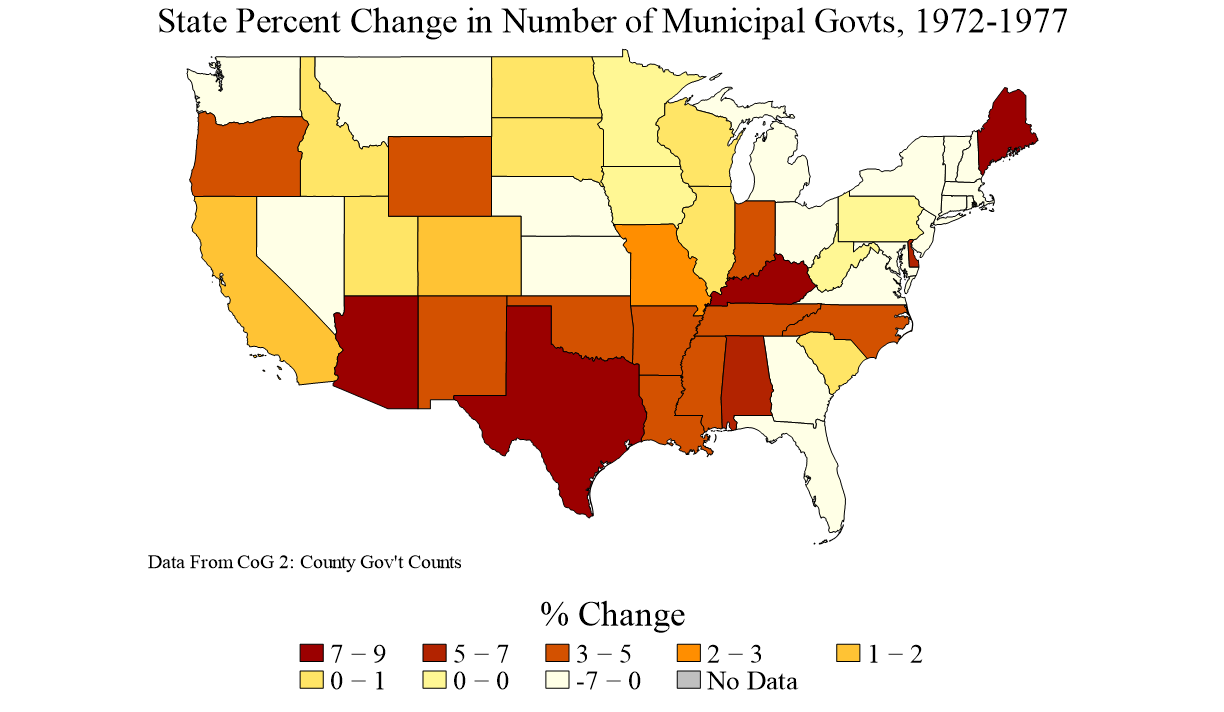 State Percent Change in Number of Municipal Govts, 1972-1977
Data From CoG 2: County Gov't Counts
% Change
7 − 9 5 − 7 3 − 5 2 − 3 1 − 2
0 − 1 0 − 0 -7 − 0 No Data